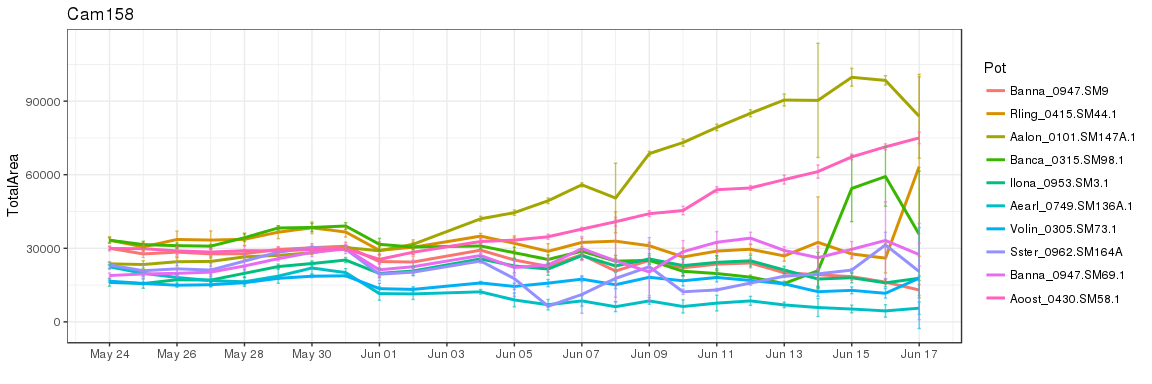 Cam158
TotalArea
90000
60000
30000
0
May 24
May 26
May 28
May 30
Jun 01
Jun 03
Jun 05
Jun 07
Jun 09
Jun 11
Jun 13
Jun 15
Jun 17
Pot
Banna_0947.SM9
Rling_0415.SM44.1
Aalon_0101.SM147A.1
Banca_0315.SM98.1
Ilona_0953.SM3.1
Aearl_0749.SM136A.1
Volin_0305.SM73.1
Sster_0962.SM164A
Banna_0947.SM69.1
Aoost_0430.SM58.1